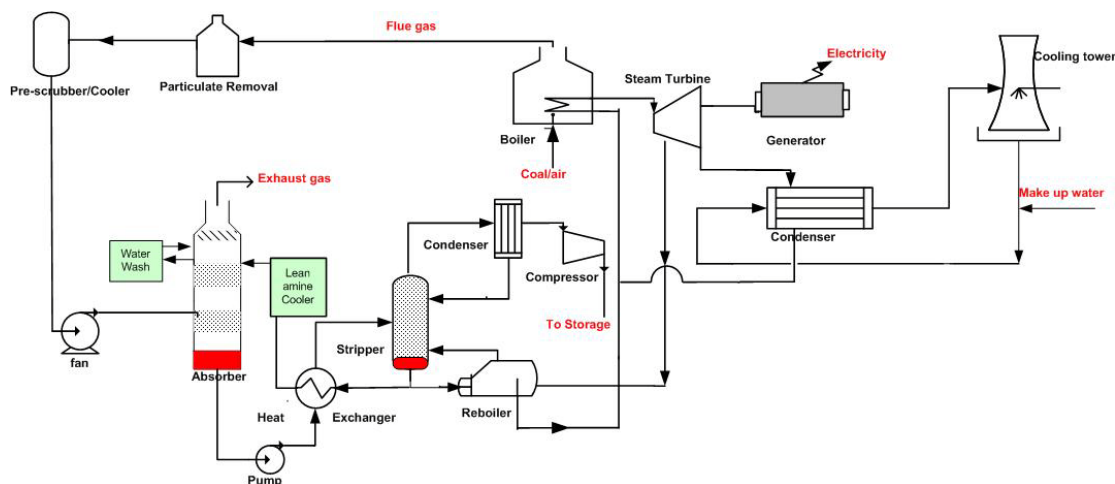 Flue gas
Electricity
Cooling tower
Steam Turbine
Pre-scrubber/Cooler
Particulate Removal
Boiler
Generator
Coal/air
Exhaust gas
Make up water
Condenser
Condenser
Water
Wash
Lean
amine
Cooler
Compressor
To Storage
Stripper
fan
Absorber
Heat
Exchanger
Reboiler
Pump